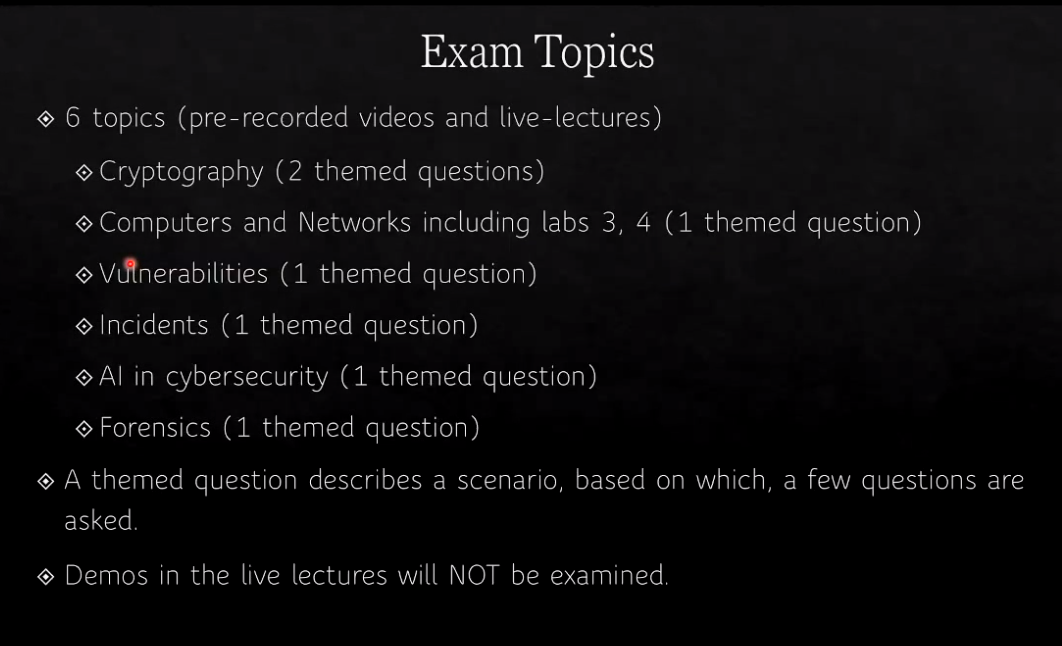 Exam Topics
6 topics (pre-recorded videos and live-lectures)
Cryptography (2 themed questions)
Computers and Networks including labs 3, 4 (1 themed question)
Vulnerabilities (1 themed question)
Incidents (1 themed question)
AI in cybersecurity (1 themed question)
Forensics (1 themed question)
A themed question describes a scenario, based on which, a few questions are
asked.
Demos in the live lectures will NOT be examined.